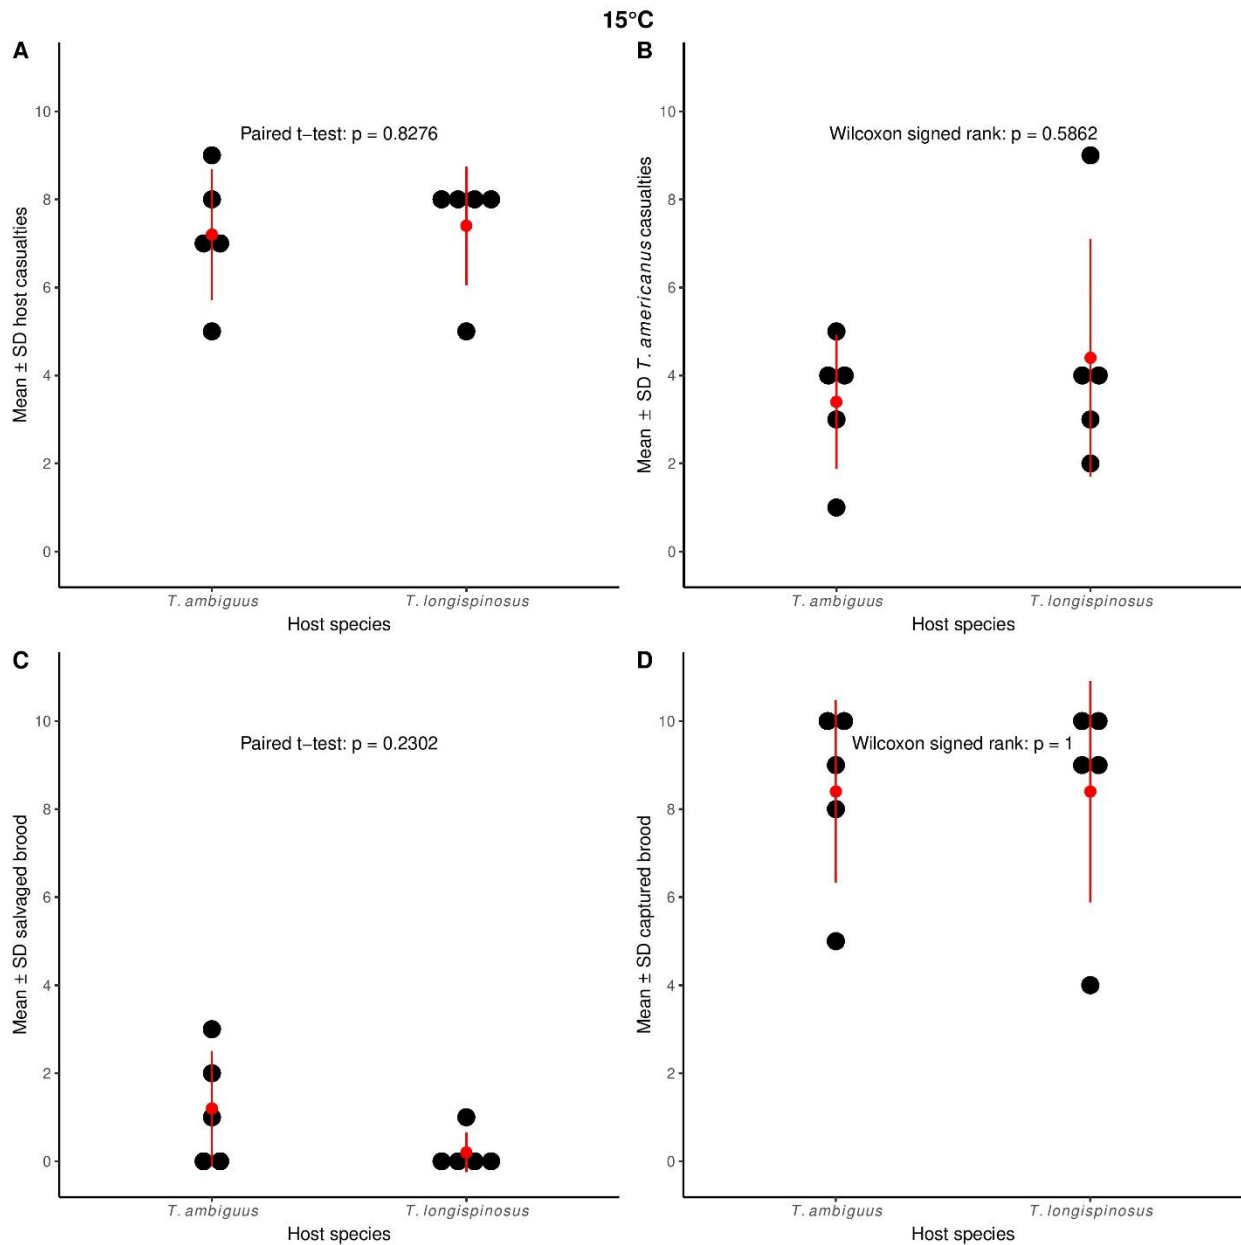 15°C
A
Mean ± SD host casualties
10
8
6
4
2
0
Paired t−test: p = 0.8276
T. ambiguus
T. longispinosus
Host species
B
Mean ± SD T. americanus casualties
10
8
6
4
2
0
Wilcoxon signed rank: p = 0.5862
T. ambiguus
T. longispinosus
Host species
C
Mean ± SD salvaged brood
10
8
6
4
2
0
Paired t−test: p = 0.2302
T. ambiguus
T. longispinosus
Host species
D
Mean ± SD captured brood
10
8
6
4
2
0
Wilcoxon signed rank: p = 1
T. ambiguus
T. longispinosus
Host species